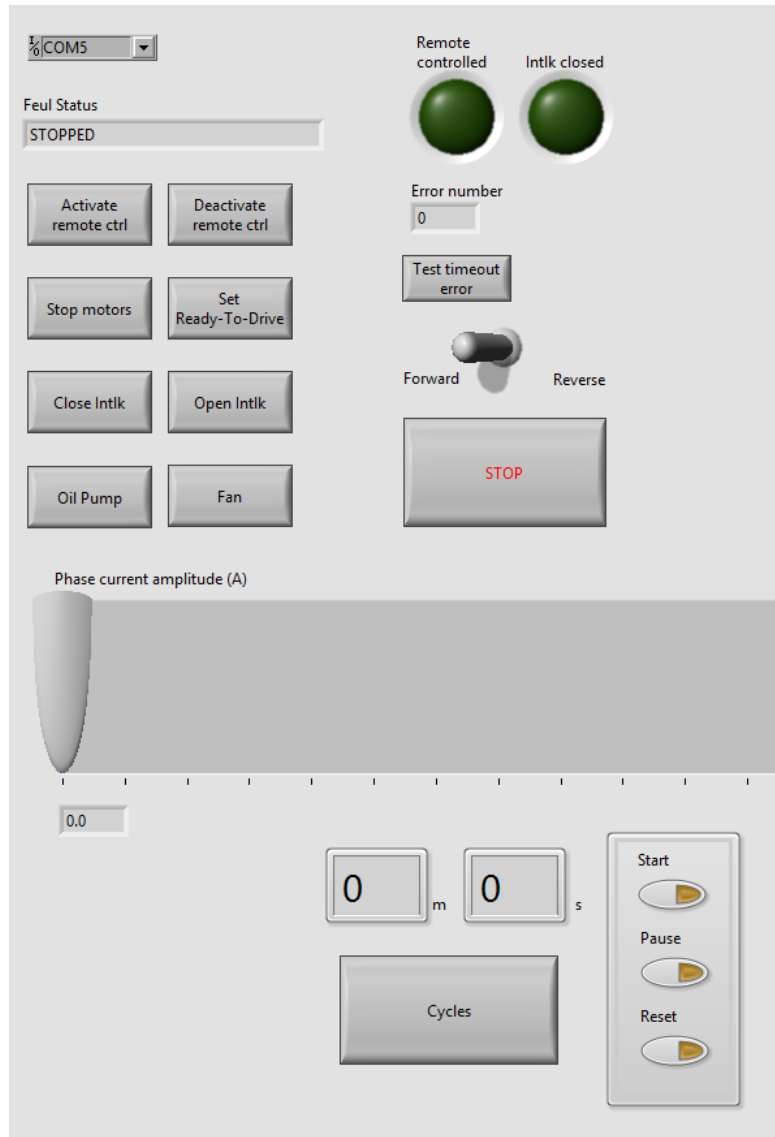 I/O COM5
Feul Status
STOPPED
Remote
controlled
Intlk closed
Activate
remote ctrl
Deactivate
remote ctrl
Error number
0
Test timeout
error
Stop motors
Set
Ready-To-Drive
Forward
Reverse
Close Intlk
Open Intlk
STOP
Oil Pump
Fan
Phase current amplitude (A)
0.0
0 m 0 s
Cycles
Start
Pause
Reset